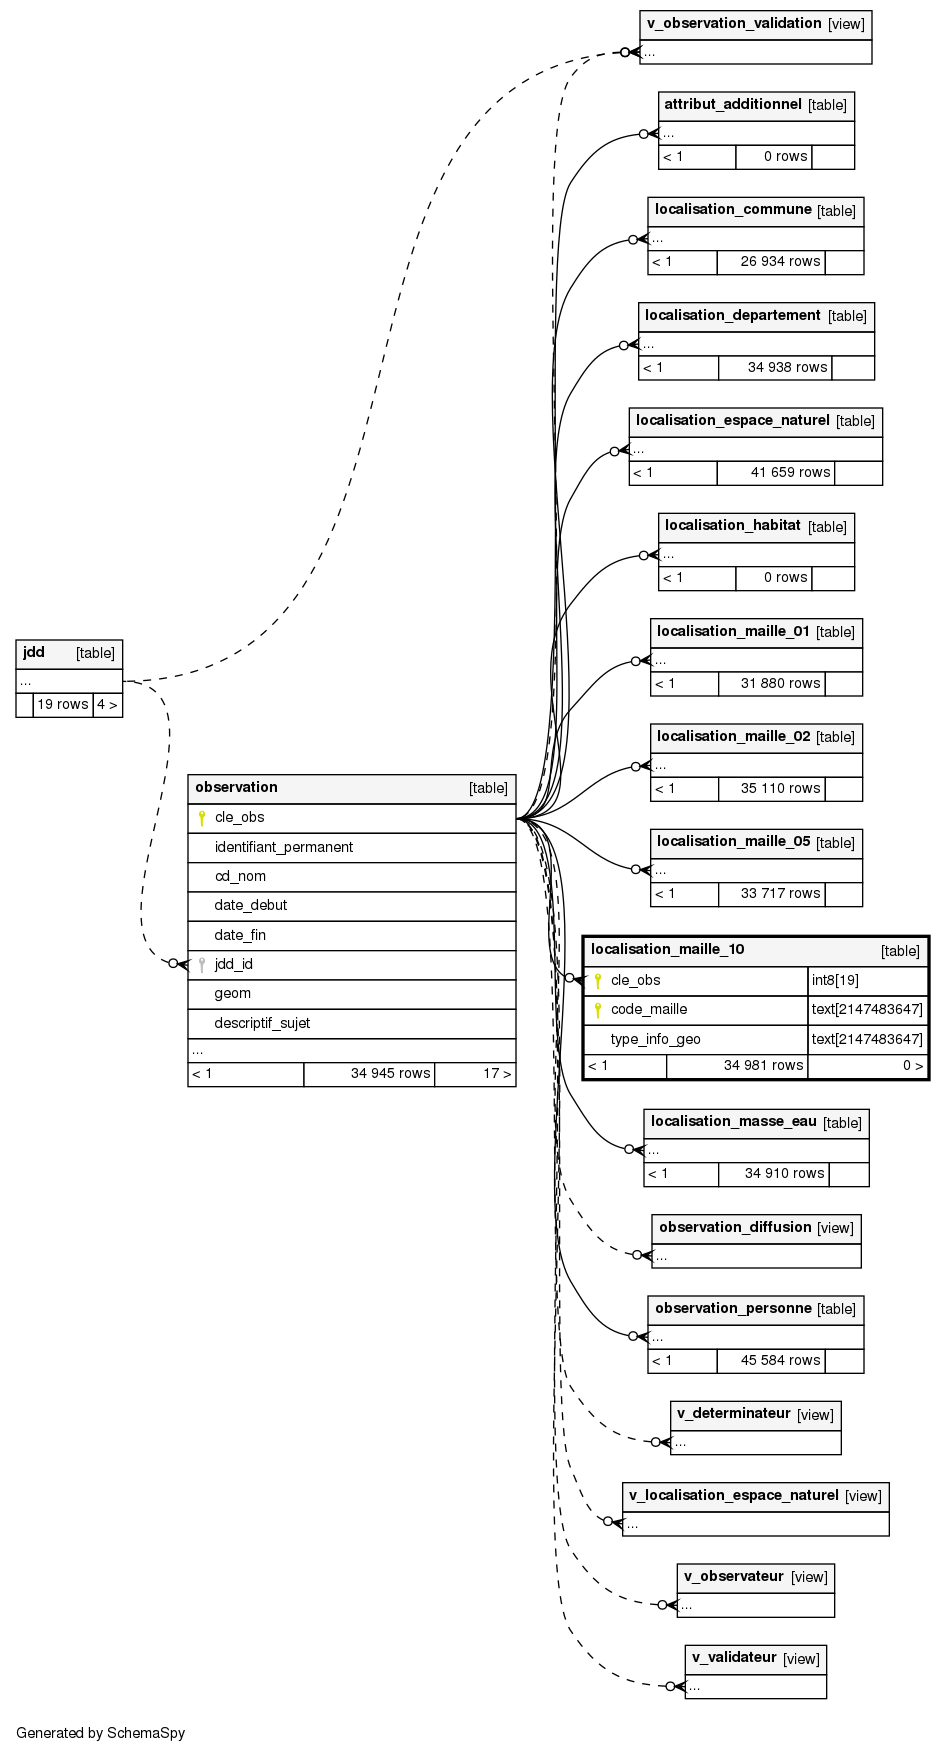 v_observation_validation [view]
...
attribut_additionnel [table]
...
< 1 0 rows
localisation_commune [table]
...
< 1 26 934 rows
localisation_departement [table]
...
< 1 34 938 rows
localisation_espace_naturel [table]
...
< 1 41 659 rows
localisation_habitat [table]
...
< 1 0 rows
localisation_maille_01 [table]
...
< 1 31 880 rows
jdd [table]
...
19 rows 4 >
localisation_maille_02 [table]
...
< 1 35 110 rows
observation [table]
cle_obs
identifiant_permanent
cd_nom
date_debut
date_fin
jdd_id
geom
descriptif_sujet
...
< 1 34 945 rows 17 >
localisation_maille_05 [table]
...
< 1 33 717 rows
localisation_maille_10 [table]
cle_obs int8[19]
code_maille text[2147483647]
type_info_geo text[2147483647]
< 1 34 981 rows 0 >
localisation_masse_eau [table]
...
< 1 34 910 rows
observation_diffusion [view]
...
observation_personne [table]
...
< 1 45 584 rows
v_determinateur [view]
...
v_localisation_espace_naturel [view]
...
v_observateur [view]
...
v_validateur [view]
...
Generated by SchemaSpy